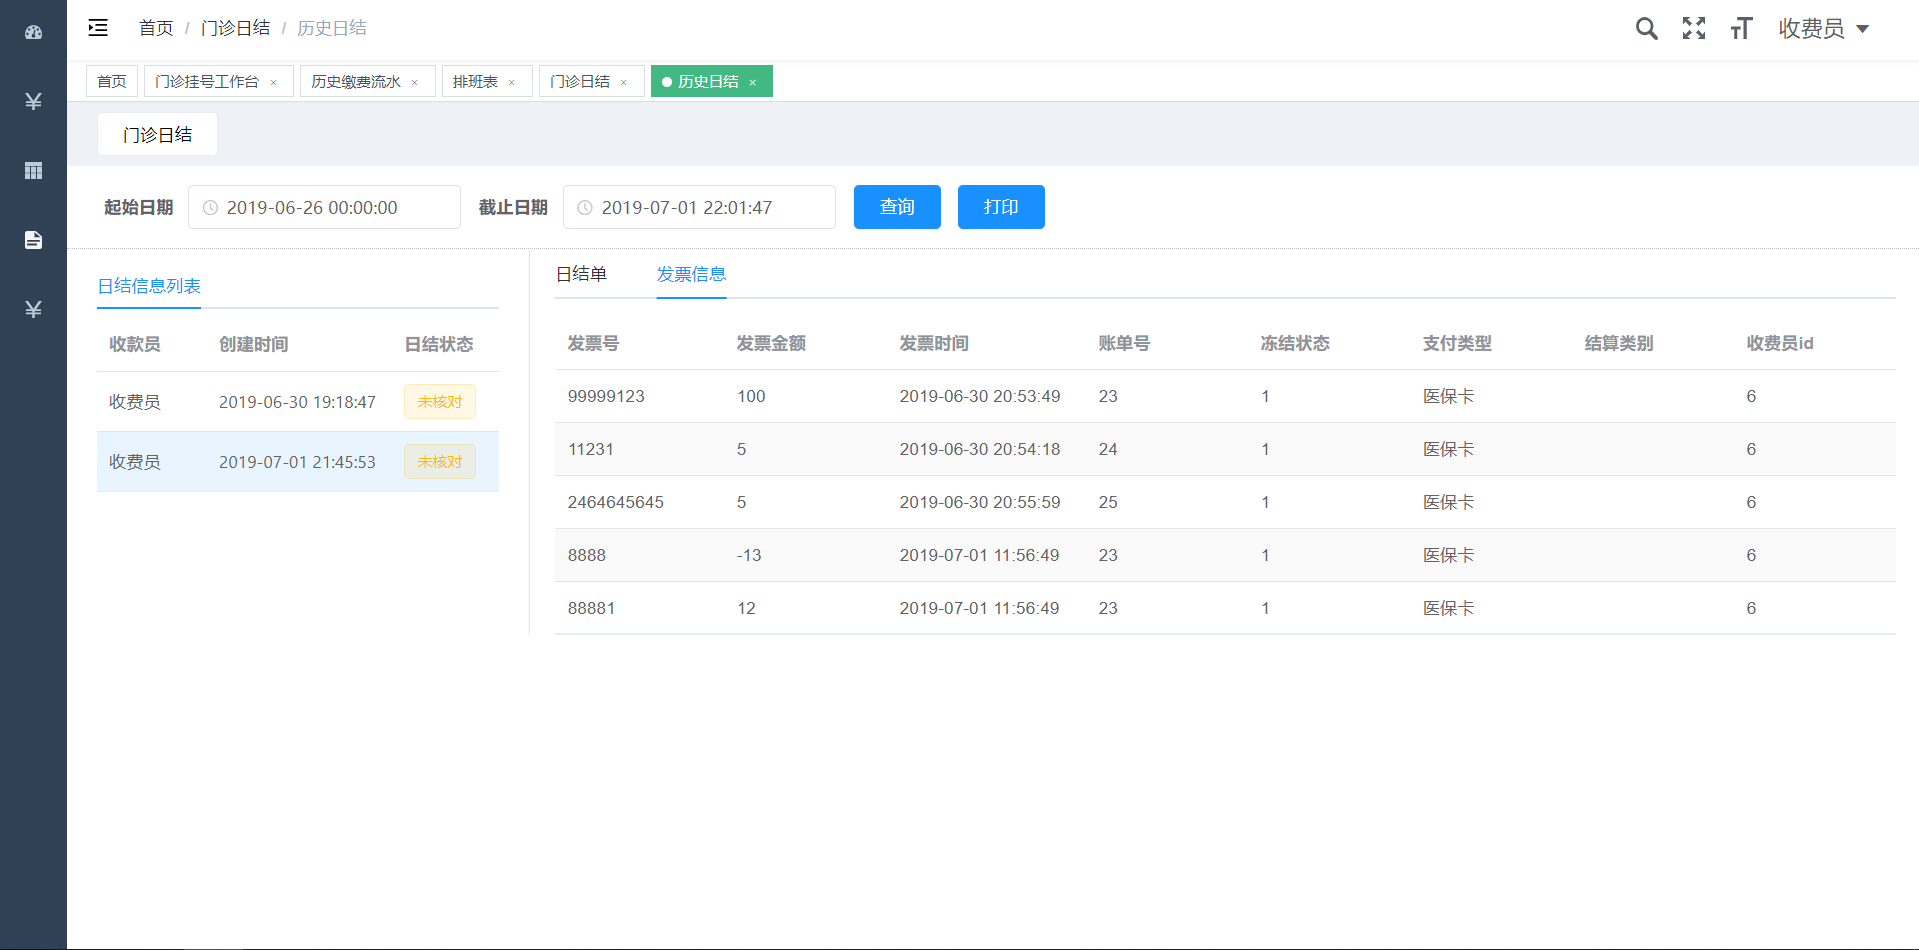 首页 / 门诊日结 / 历史日结
收费员
首页 门诊挂号工作台 × 历史缴费流水 × 排班表 × 门诊日结 × 历史日结 ×
门诊日结
起始日期 2019-06-26 00:00:00 截止日期 2019-07-01 22:01:47 查询 打印
日结信息列表
收款员 创建时间 日结状态
收费员 2019-06-30 19:18:47 未核对
收费员 2019-07-01 21:45:53 未核对
日结单 发票信息
发票号 发票金额 发票时间 账单号 冻结状态 支付类型 结算类别 收费员id
99999123 100 2019-06-30 20:53:49 23 1 医保卡 6
11231 5 2019-06-30 20:54:18 24 1 医保卡 6
2464645645 5 2019-06-30 20:55:59 25 1 医保卡 6
8888 -13 2019-07-01 11:56:49 23 1 医保卡 6
88881 12 2019-07-01 11:56:49 23 1 医保卡 6